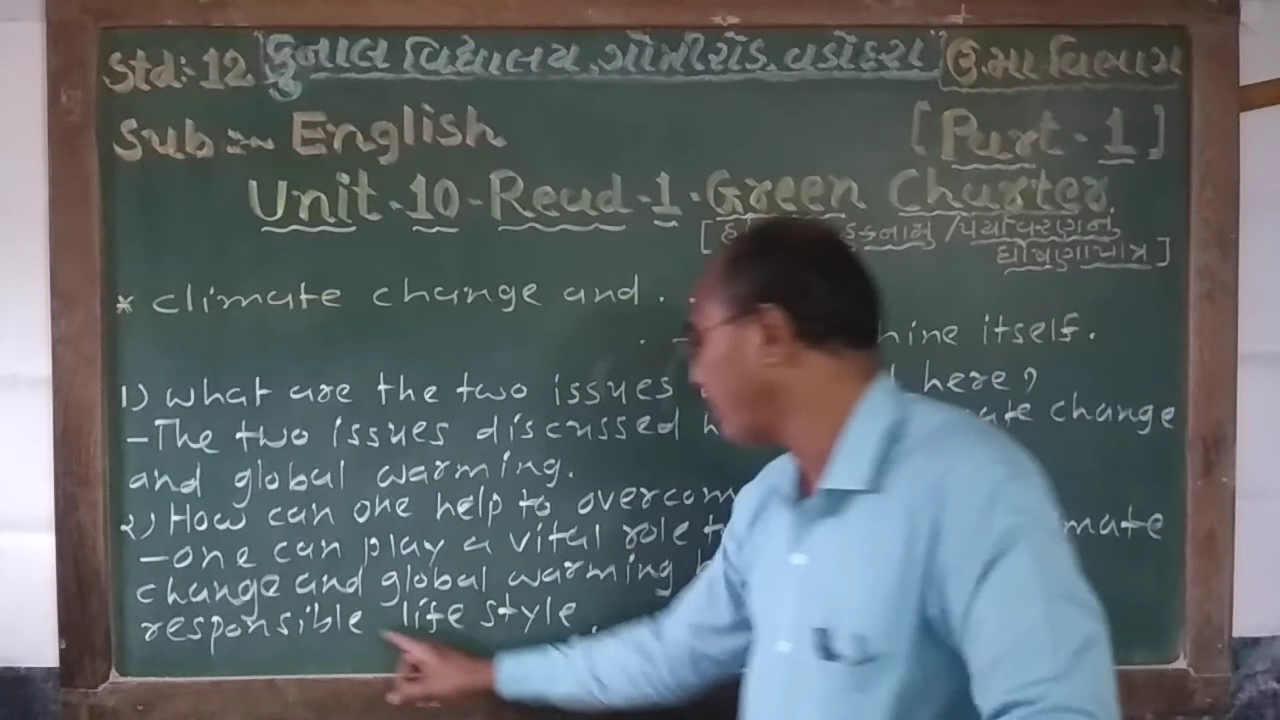 Std:- 12 "કુનાલ વિદ્યાલય, ગોત્રીરોડ, વડોદરા" ઉ.મા વિભાગ
Sub:~ English [Part-1]
Unit-10-Read-1-Green Charter
[હ કનામુ /પર્યાવરણનું
ઘોષણાપત્ર]
* climate change and . .
. - hine itself.
1) what are the two issues here?
-The two issues discussed h ate change
and global warming.
2) How can one help to overcom
-one can play a vital role t imate
change and global warming b
responsible life style.